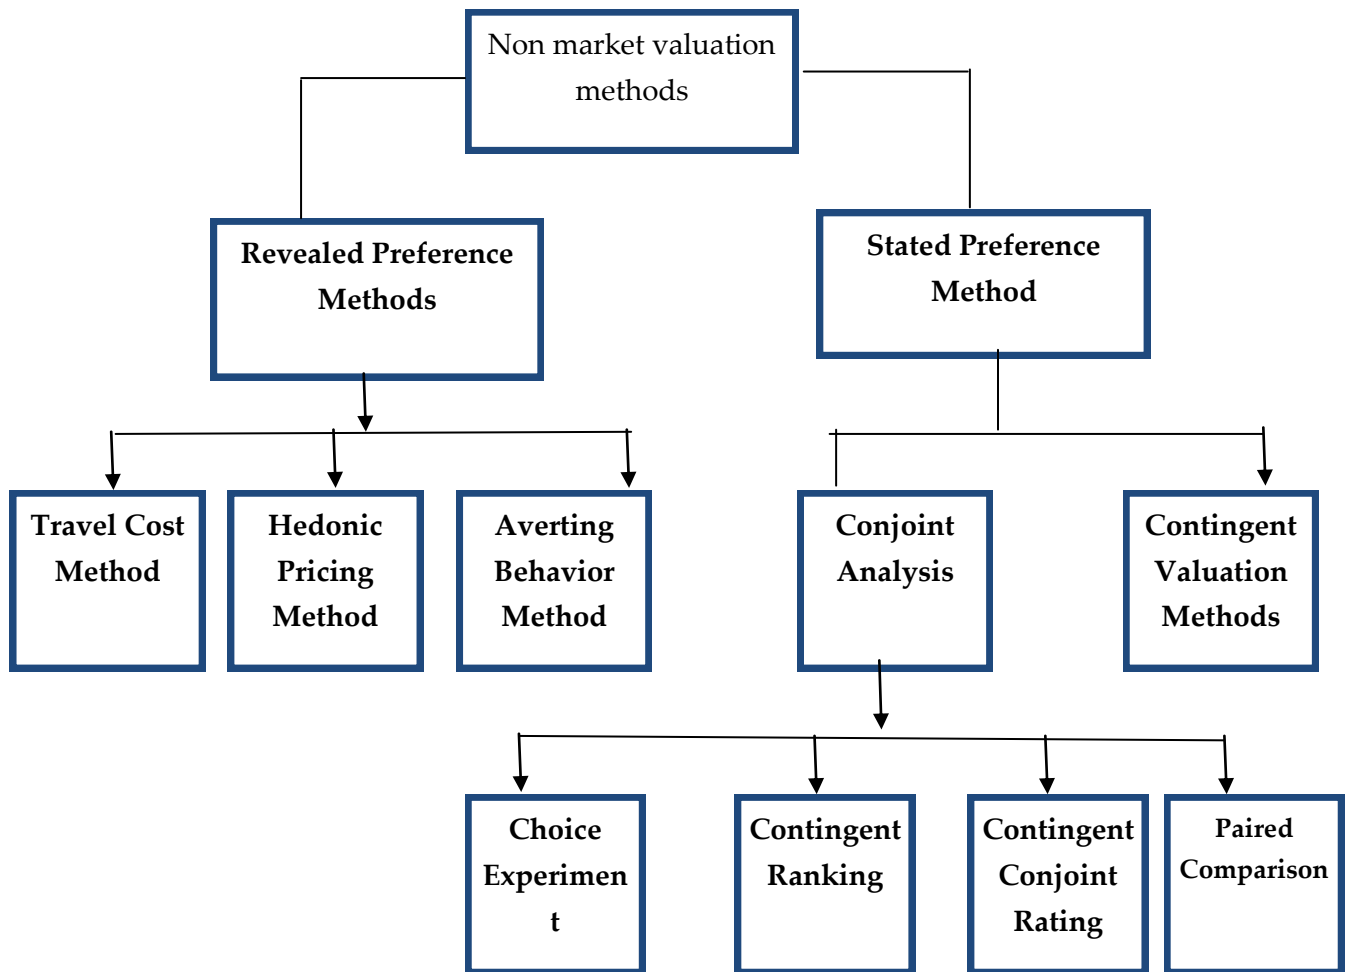 Non market valuation
methods
Revealed Preference
Methods
Stated Preference
Method
Travel Cost
Method
Hedonic
Pricing
Method
Averting
Behavior
Method
Conjoint
Analysis
Contingent
Valuation
Methods
Choice
Experimen
t
Contingent
Ranking
Contingent
Conjoint
Rating
Paired
Comparison